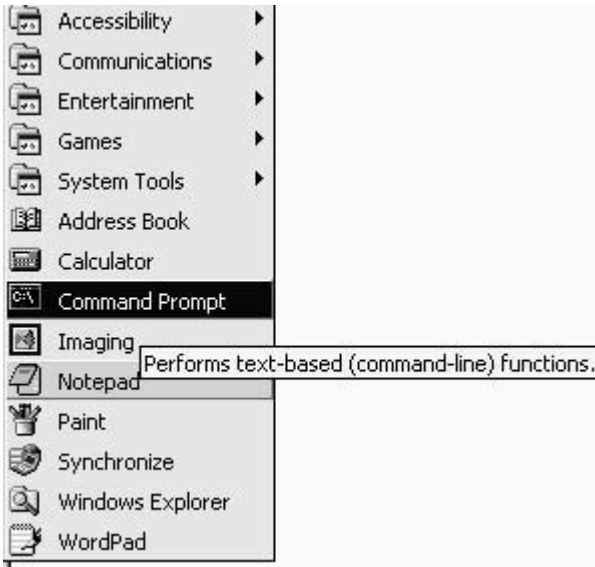 Accessibility
Communications
Entertainment
Games
System Tools
Address Book
Calculator
C:\
Command Prompt
Imaging
Performs text-based (command-line) functions.
Notepad
Paint
Synchronize
Windows Explorer
WordPad